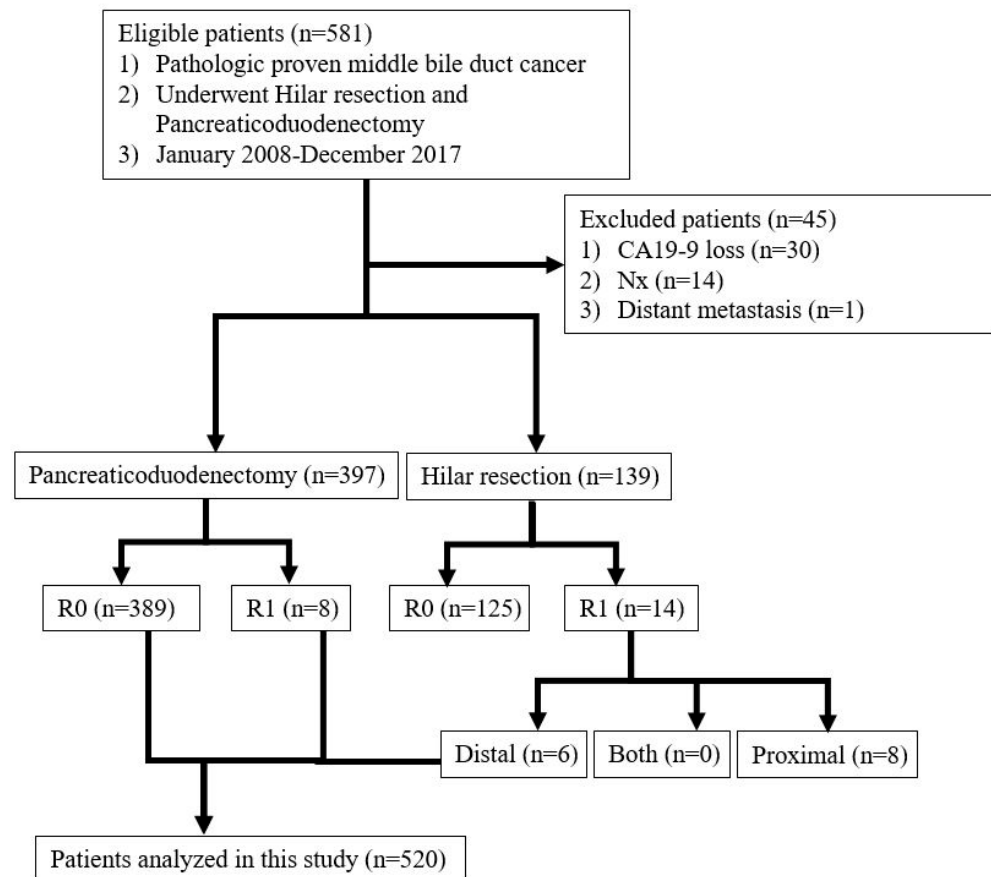 Eligible patients (n=581)
1) Pathologic proven middle bile duct cancer
2) Underwent Hilar resection and
Pancreaticoduodenectomy
3) January 2008-December 2017
Excluded patients (n=45)
1) CA19-9 loss (n=30)
2) Nx (n=14)
3) Distant metastasis (n=1)
Pancreaticoduodenectomy (n=397)
Hilar resection (n=139)
R0 (n=389)
R1 (n=8)
R0 (n=125)
R1 (n=14)
Distal (n=6)
Both (n=0)
Proximal (n=8)
Patients analyzed in this study (n=520)